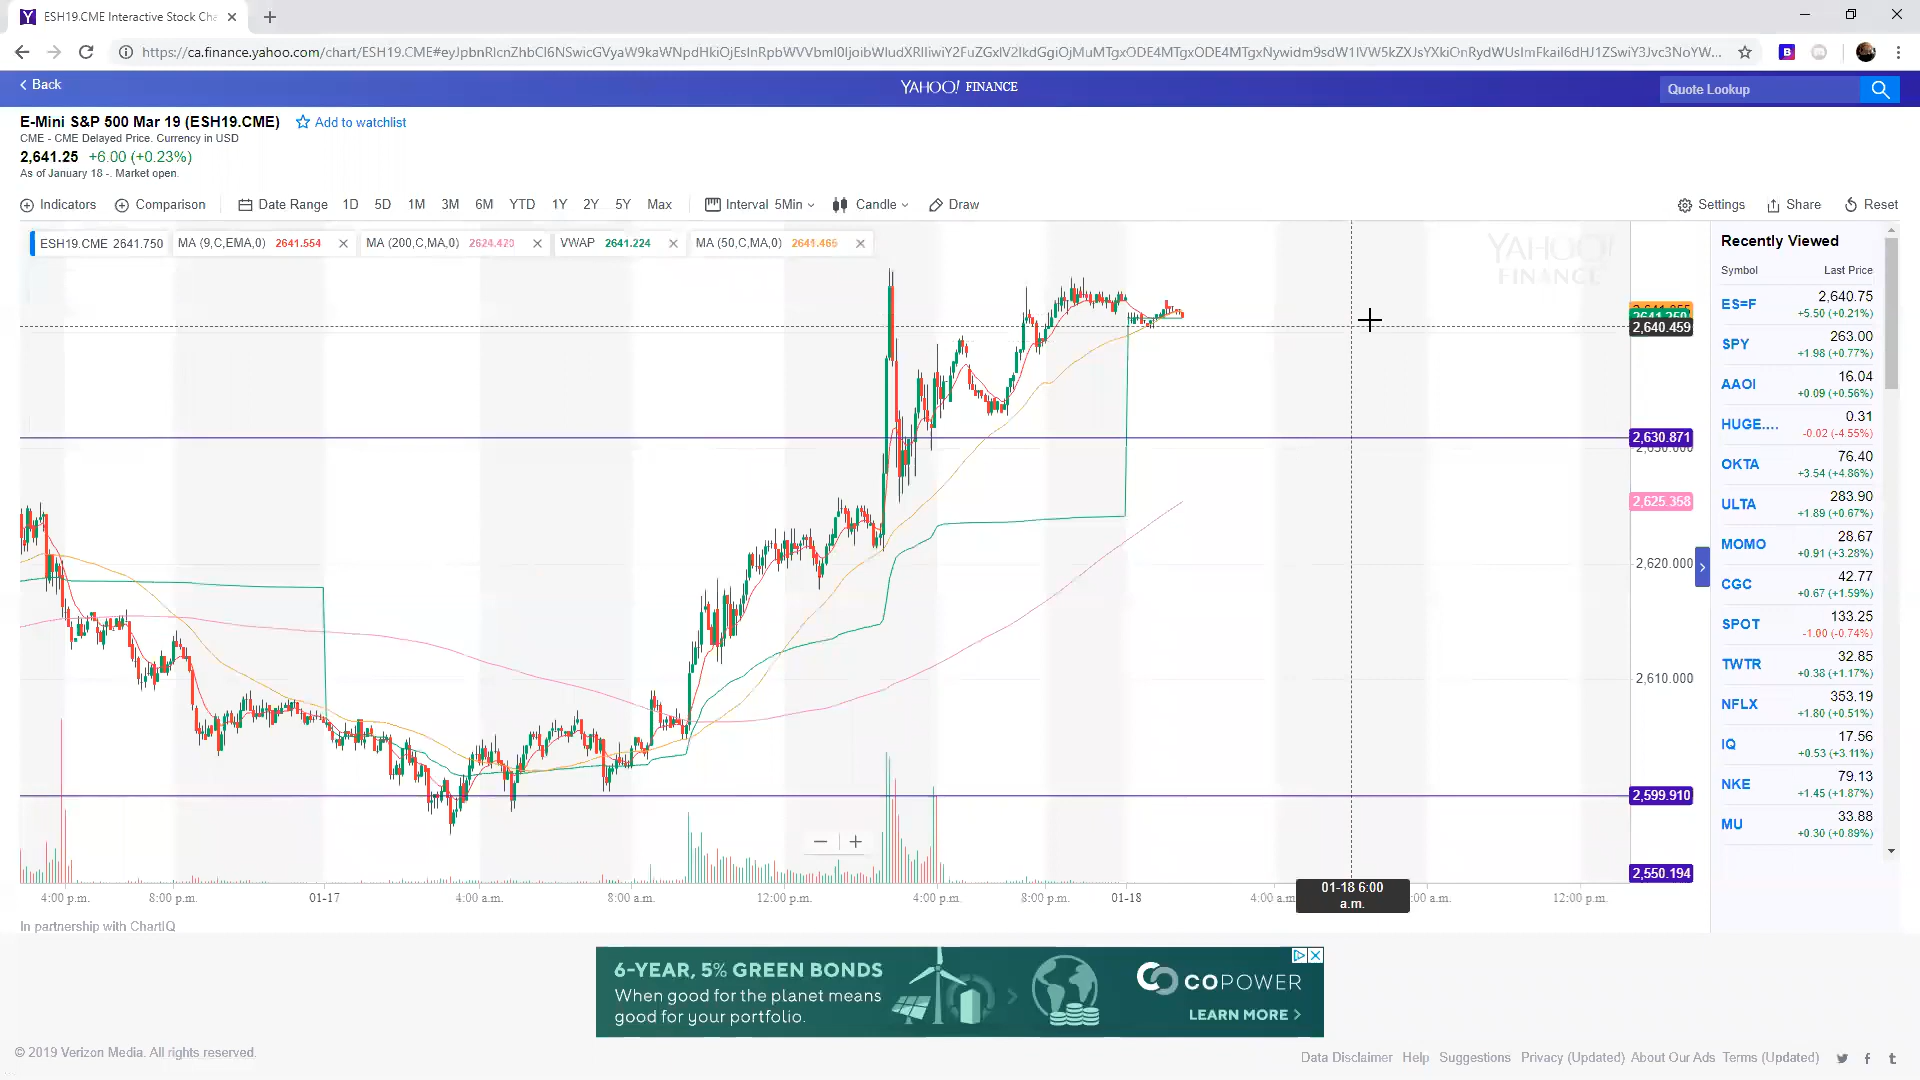 ESH19.CME Interactive Stock Cha
https://ca.finance.yahoo.com/chart/ESH19.CME#
Back
YAHOO! FINANCE
Quote Lookup
E-Mini S&P 500 Mar 19 (ESH19.CME) Add to watchlist
CME - CME Delayed Price. Currency in USD
2,641.25 +6.00 (+0.23%)
As of January 18 -. Market open.
Indicators Comparison Date Range 1D 5D 1M 3M 6M YTD 1Y 2Y 5Y Max Interval 5Min Candle Draw Settings Share Reset
ESH19.CME 2641.750 MA (9,C,EMA,0) 2641.554 MA (200,C,MA,0) 2624.420 VWAP 2641.224 MA (50,C,MA,0) 2641.465
YAHOO!
FINANCE
2,640.459
2,630.871
2,625.358
2,620.000
2,610.000
2,599.910
2,550.194
4:00 p.m. 8:00 p.m. 01-17 4:00 a.m. 8:00 a.m. 12:00 p.m. 4:00 p.m. 8:00 p.m. 01-18 4:00 a.m. 12:00 p.m.
01-18 6:00
a.m.
In partnership with ChartIQ
Recently Viewed
Symbol Last Price
ES=F 2,640.75
+5.50 (+0.21%)
SPY 263.00
+1.98 (+0.77%)
AAOI 16.04
+0.09 (+0.56%)
HUGE.... 0.31
-0.02 (-4.55%)
OKTA 76.40
+3.54 (+4.86%)
ULTA 283.90
+1.89 (+0.67%)
MOMO 28.67
+0.91 (+3.28%)
CGC 42.77
+0.67 (+1.59%)
SPOT 133.25
-1.00 (-0.74%)
TWTR 32.85
+0.38 (+1.17%)
NFLX 353.19
+1.80 (+0.51%)
IQ 17.56
+0.53 (+3.11%)
NKE 79.13
+1.45 (+1.87%)
MU 33.88
+0.30 (+0.89%)
6-YEAR, 5% GREEN BONDS
When good for the planet means
good for your portfolio.
COPOWER
LEARN MORE >
© 2019 Verizon Media. All rights reserved.
Data Disclaimer Help Suggestions Privacy (Updated) About Our Ads Terms (Updated)